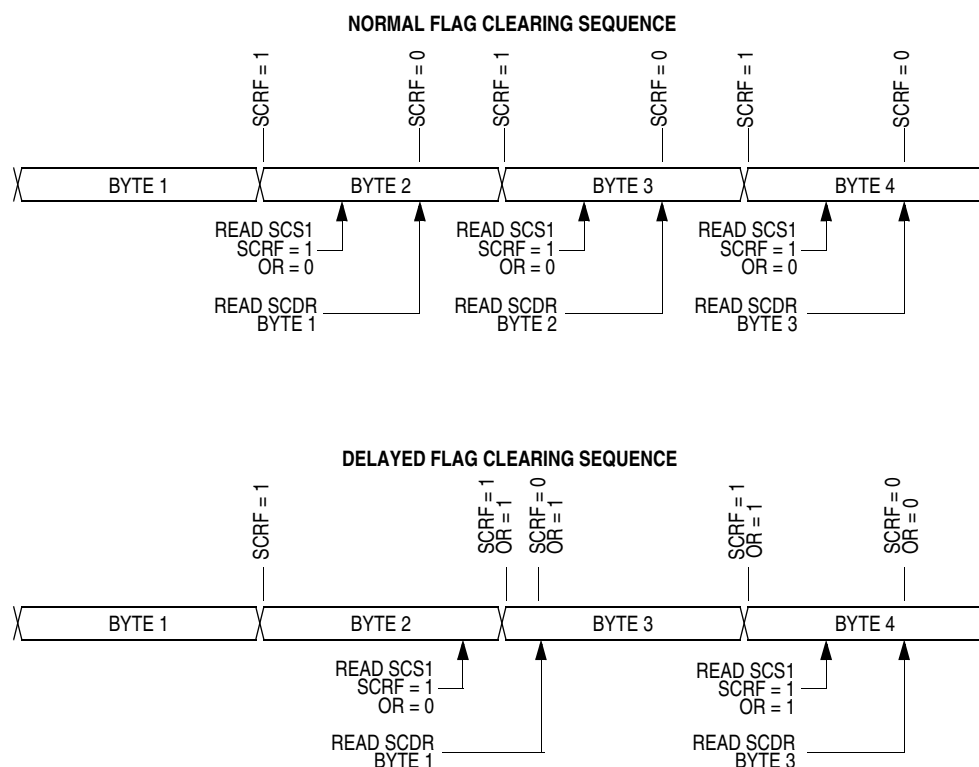 NORMAL FLAG CLEARING SEQUENCE
SCRF = 1
SCRF = 0
SCRF = 1
SCRF = 0
SCRF = 1
SCRF = 0
BYTE 1
BYTE 2
BYTE 3
BYTE 4
READ SCS1
SCRF = 1
OR = 0
READ SCS1
SCRF = 1
OR = 0
READ SCS1
SCRF = 1
OR = 0
READ SCDR
BYTE 1
READ SCDR
BYTE 2
READ SCDR
BYTE 3
DELAYED FLAG CLEARING SEQUENCE
SCRF = 1
SCRF = 1
OR = 1
SCRF = 0
OR = 1
SCRF = 1
OR = 1
SCRF = 0
OR = 0
BYTE 1
BYTE 2
BYTE 3
BYTE 4
READ SCS1
SCRF = 1
OR = 0
READ SCS1
SCRF = 1
OR = 1
READ SCDR
BYTE 1
READ SCDR
BYTE 3